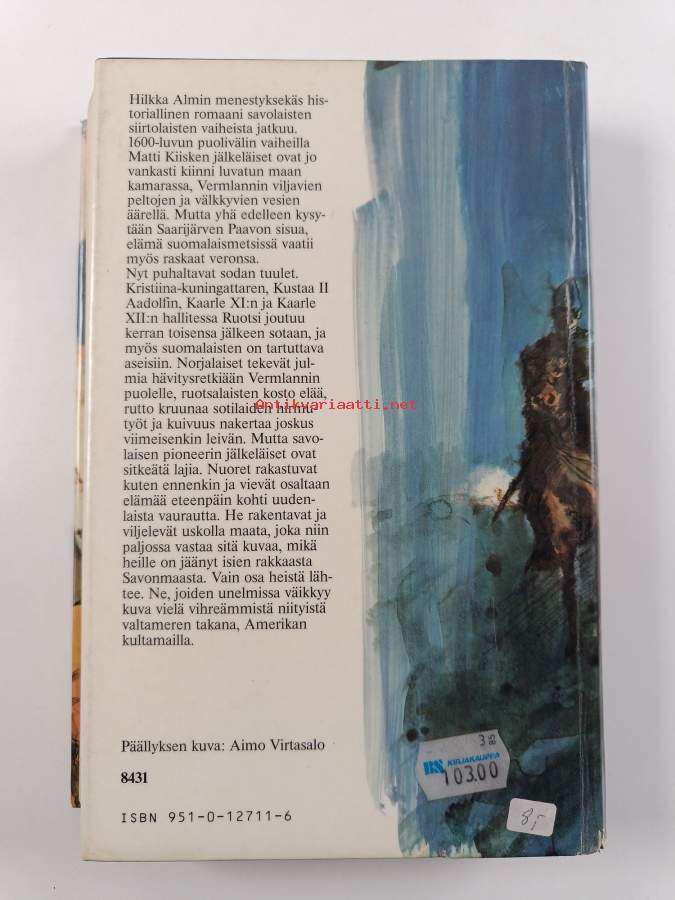 Hilkka Almin menestyksekäs his-
toriallinen romaani savolaisten
siirtolaisten vaiheista jatkuu.
1600-luvun puolivälin vaiheilla
Matti Kiisken jälkeläiset ovat jo
vankasti kiinni luvatun maan
kamarassa, Vermlannin viljavien
peltojen ja välkkyvien vesien
äärellä. Mutta yhä edelleen kysy-
tään Saarijärven Paavon sisua,
elämä suomalaismetsissä vaatii
myös raskaat veronsa.
Nyt puhaltavat sodan tuulet.
Kristiina-kuningattaren, Kustaa II
Aadolfin, Kaarle XI:n ja Kaarle
XII:n hallitessa Ruotsi joutuu
kerran toisensa jälkeen sotaan, ja
myös suomalaisten on tartuttava
aseisiin. Norjalaiset tekevät jul-
mia hävitysretkiään Vermlannin
puolelle, ruotsalaisten kosto elää,
rutto kruunaa sotilaiden hirmu-
työt ja kuivuus nakertaa joskus
viimeisenkin leivän. Mutta savo-
laisen pioneerin jälkeläiset ovat
sitkeätä lajia. Nuoret rakastuvat
kuten ennenkin ja vievät osaltaan
elämää eteenpäin kohti uuden-
laista vaurautta. He rakentavat ja
viljelevät uskolla maata, joka niin
paljossa vastaa sitä kuvaa, mikä
heille on jäänyt isien rakkaasta
Savonmaasta. Vain osa heistä läh-
tee. Ne, joiden unelmissa väikkyy
kuva vielä vihreämmistä niityistä
valtameren takana, Amerikan
kultamailla.
Antikvariaatti.net
Päällyksen kuva: Aimo Virtasalo
8431
ISBN 951-0-12711-6
3 85
KIRJAKAUPPA
103.00
8,-